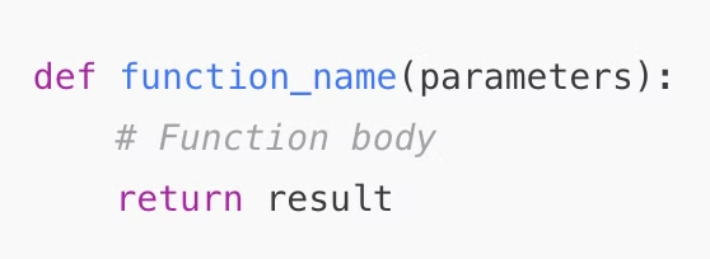 def function_name(parameters):
    # Function body
    return result